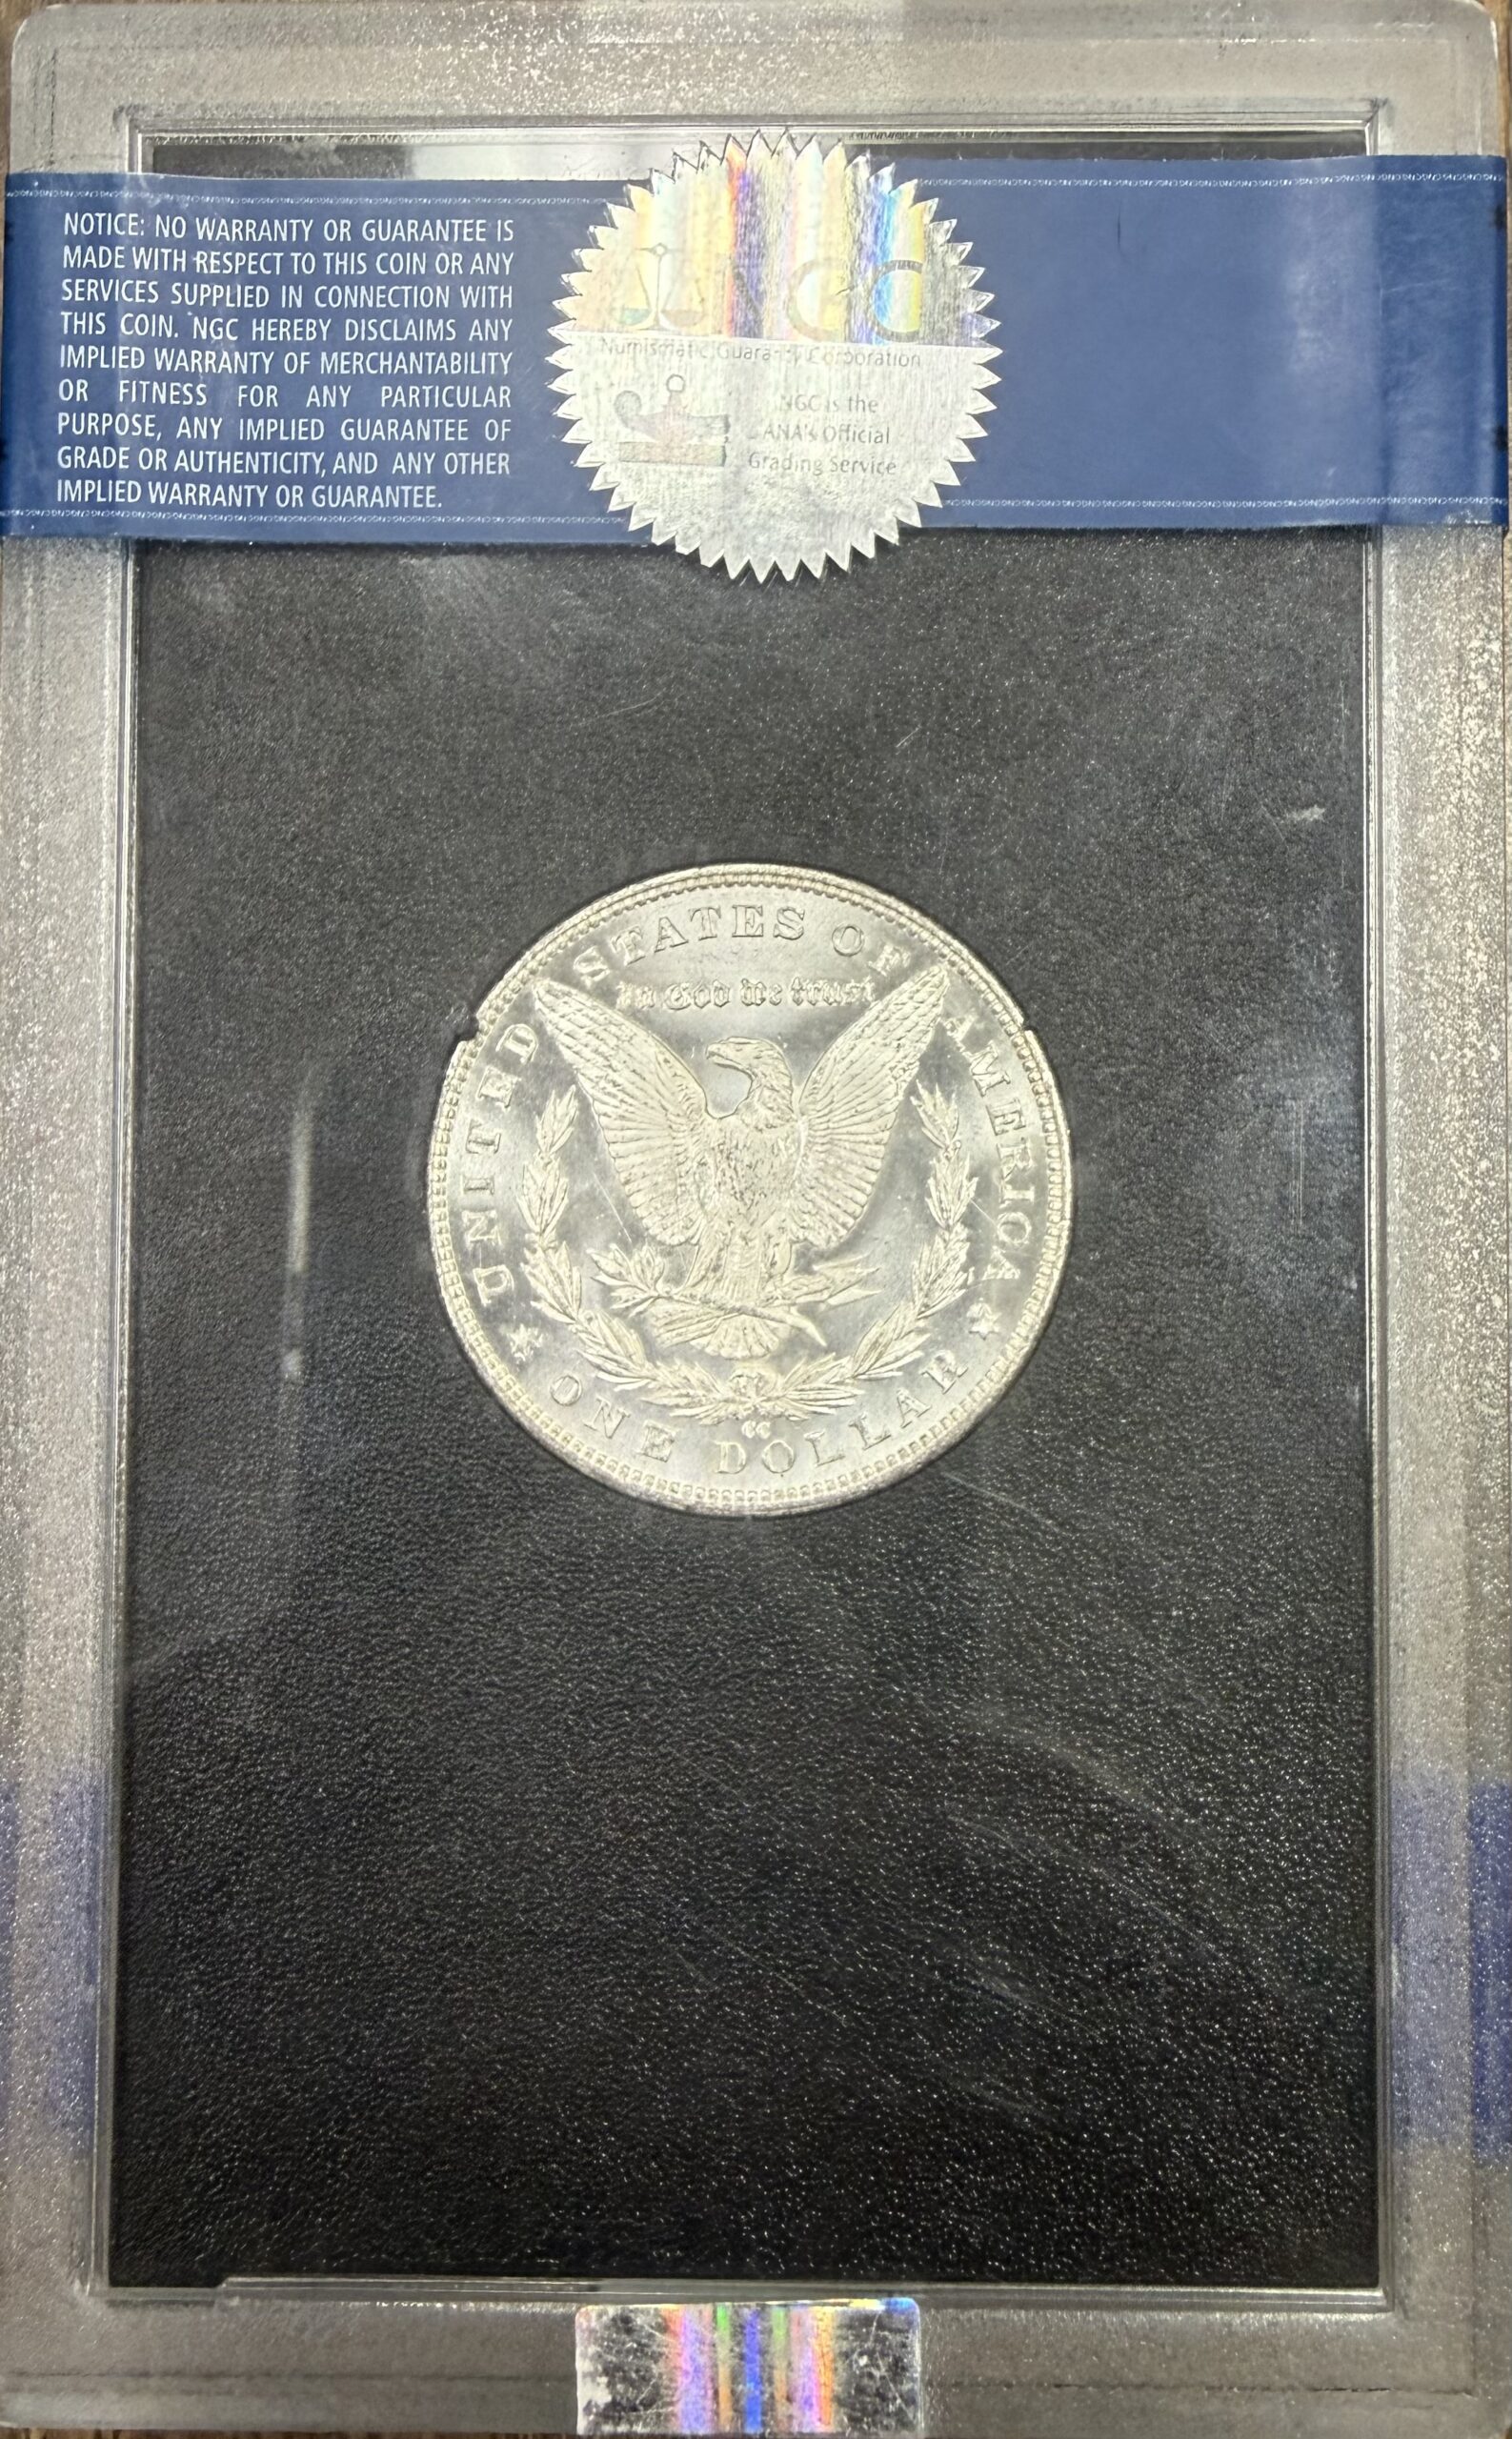 NOTICE: NO WARRANTY OR GUARANTEE IS
MADE WITH RESPECT TO THIS COIN OR ANY
SERVICES SUPPLIED IN CONNECTION WITH
THIS COIN. NGC HEREBY DISCLAIMS ANY
IMPLIED WARRANTY OF MERCHANTABILITY
OR FITNESS FOR ANY PARTICULAR
PURPOSE, ANY IMPLIED GUARANTEE OF
GRADE OR AUTHENTICITY, AND ANY OTHER
IMPLIED WARRANTY OR GUARANTEE.
NGC
Numismatic Guaranty Corporation
NGC is the
ANA's Official
Grading Service
UNITED STATES OF AMERICA
In God we trust
CC
ONE DOLLAR